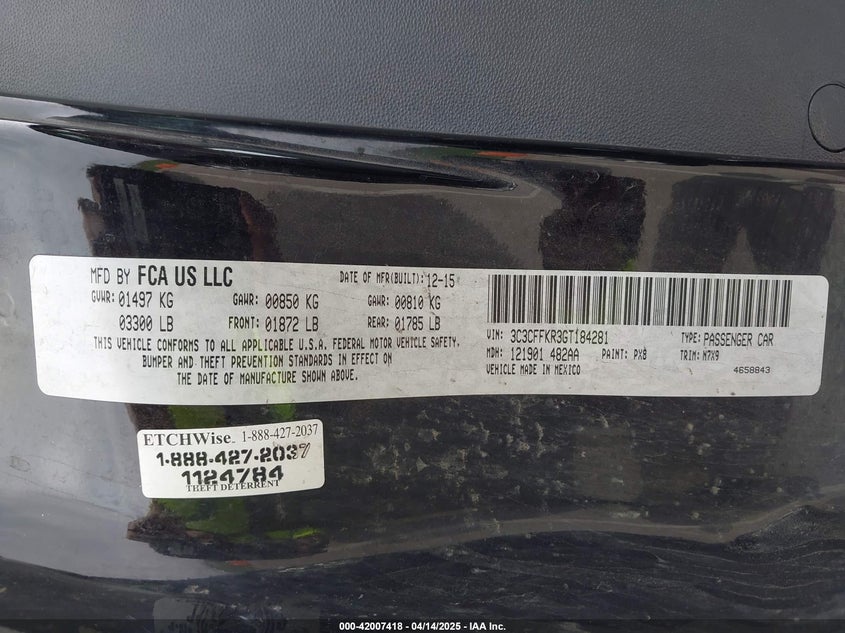 MFD BY FCA US LLC DATE OF MFR(BUILT): 12-15
GVWR: 01497 KG GAWR: 00850 KG GAWR: 00810 KG
03300 LB FRONT: 01872 LB REAR: 01785 LB
THIS VEHICLE CONFORMS TO ALL APPLICABLE U.S.A. FEDERAL MOTOR VEHICLE SAFETY,
BUMPER AND THEFT PREVENTION STANDARDS IN EFFECT ON
THE DATE OF MANUFACTURE SHOWN ABOVE.
VIN: 3C3CFFKR3GT184281 TYPE: PASSENGER CAR
MDH: 121901 482AA PAINT: PX8 TRIM: N7X9
VEHICLE MADE IN MEXICO 4658843
ETCHWise 1-888-427-2037
1-888-427-2037
1124784
THEFT DETERRENT
000-42007418 - 04/14/2025 - IAA Inc.